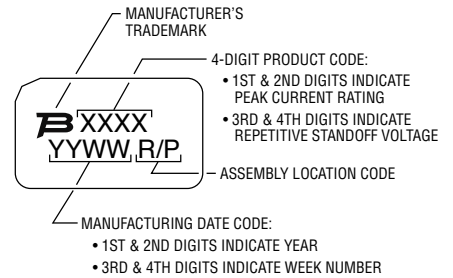 MANUFACTURER'S
TRADEMARK
4-DIGIT PRODUCT CODE:
• 1ST & 2ND DIGITS INDICATE
PEAK CURRENT RATING
• 3RD & 4TH DIGITS INDICATE
REPETITIVE STANDOFF VOLTAGE
B XXXX
YYWW R/P
ASSEMBLY LOCATION CODE
MANUFACTURING DATE CODE:
• 1ST & 2ND DIGITS INDICATE YEAR
• 3RD & 4TH DIGITS INDICATE WEEK NUMBER